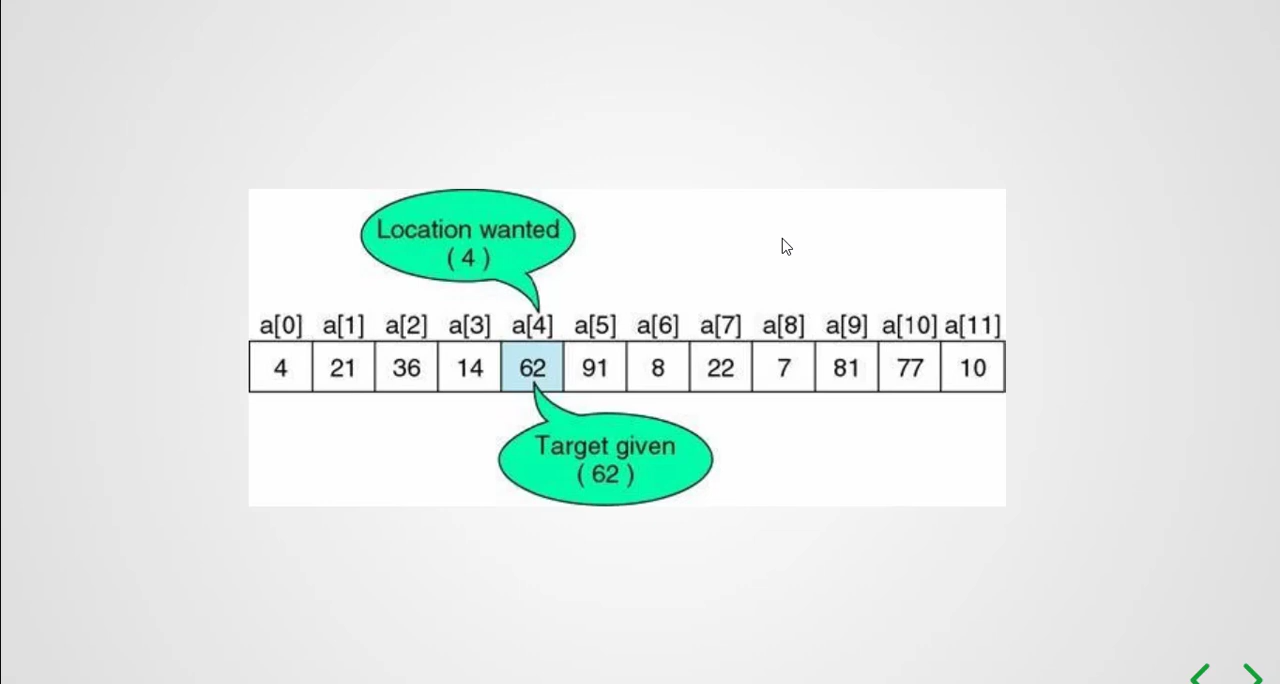 Location wanted
( 4 )
a[0] a[1] a[2] a[3] a[4] a[5] a[6] a[7] a[8] a[9] a[10] a[11]
4 21 36 14 62 91 8 22 7 81 77 10
Target given
( 62 )